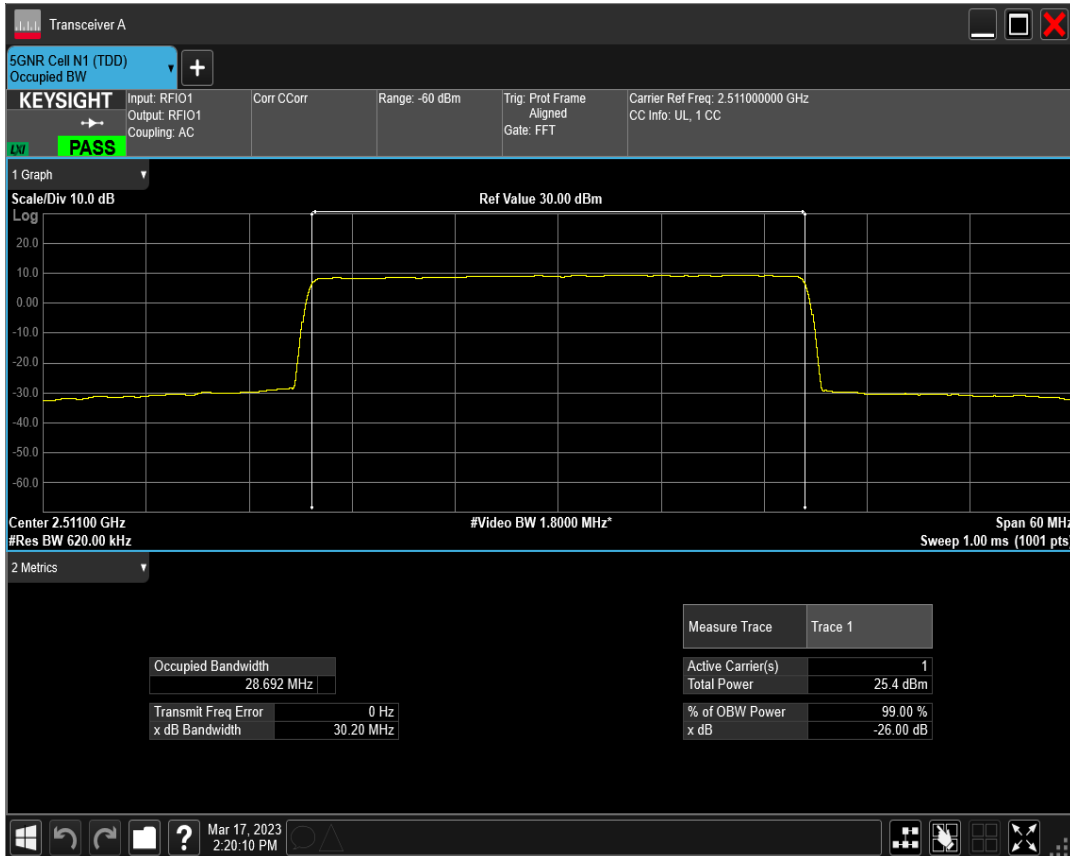 Transceiver A
5GNR Cell N1 (TDD)
Occupied BW
+
KEYSIGHT
LXI
PASS
Input: RFIO1
Output: RFIO1
Coupling: AC
Corr CCorr
Range: -60 dBm
Trig: Prot Frame
Aligned
Gate: FFT
Carrier Ref Freq: 2.511000000 GHz
CC Info: UL, 1 CC
1 Graph
Scale/Div 10.0 dB
Ref Value 30.00 dBm
Log
20.0
10.0
0.00
-10.0
-20.0
-30.0
-40.0
-50.0
-60.0
Center 2.51100 GHz
#Video BW 1.8000 MHz*
Span 60 MHz
#Res BW 620.00 kHz
Sweep 1.00 ms (1001 pts)
2 Metrics
Measure Trace Trace 1
Occupied Bandwidth
28.692 MHz
Active Carrier(s) 1
Total Power 25.4 dBm
Transmit Freq Error 0 Hz
x dB Bandwidth 30.20 MHz
% of OBW Power 99.00 %
x dB -26.00 dB
?
Mar 17, 2023
2:20:10 PM